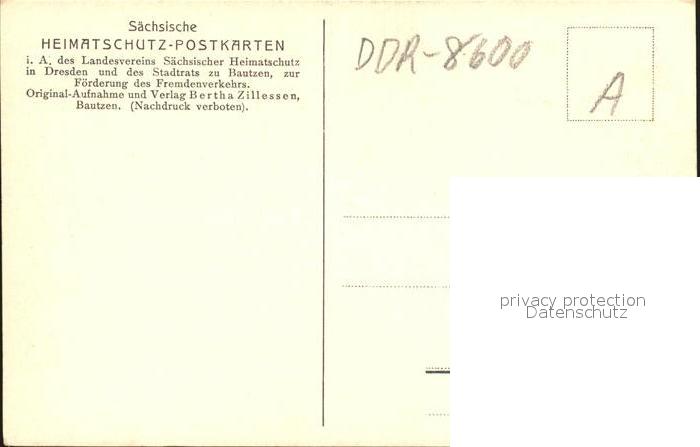 Sächsische
HEIMATSCHUTZ-POSTKARTEN
i. A. des Landesvereins Sächsischer Heimatschutz
in Dresden und des Stadtrats zu Bautzen, zur
Förderung des Fremdenverkehrs.
Original-Aufnahme und Verlag Bertha Zillessen,
Bautzen. (Nachdruck verboten).
DDR-8600
A
privacy protection
Datenschutz